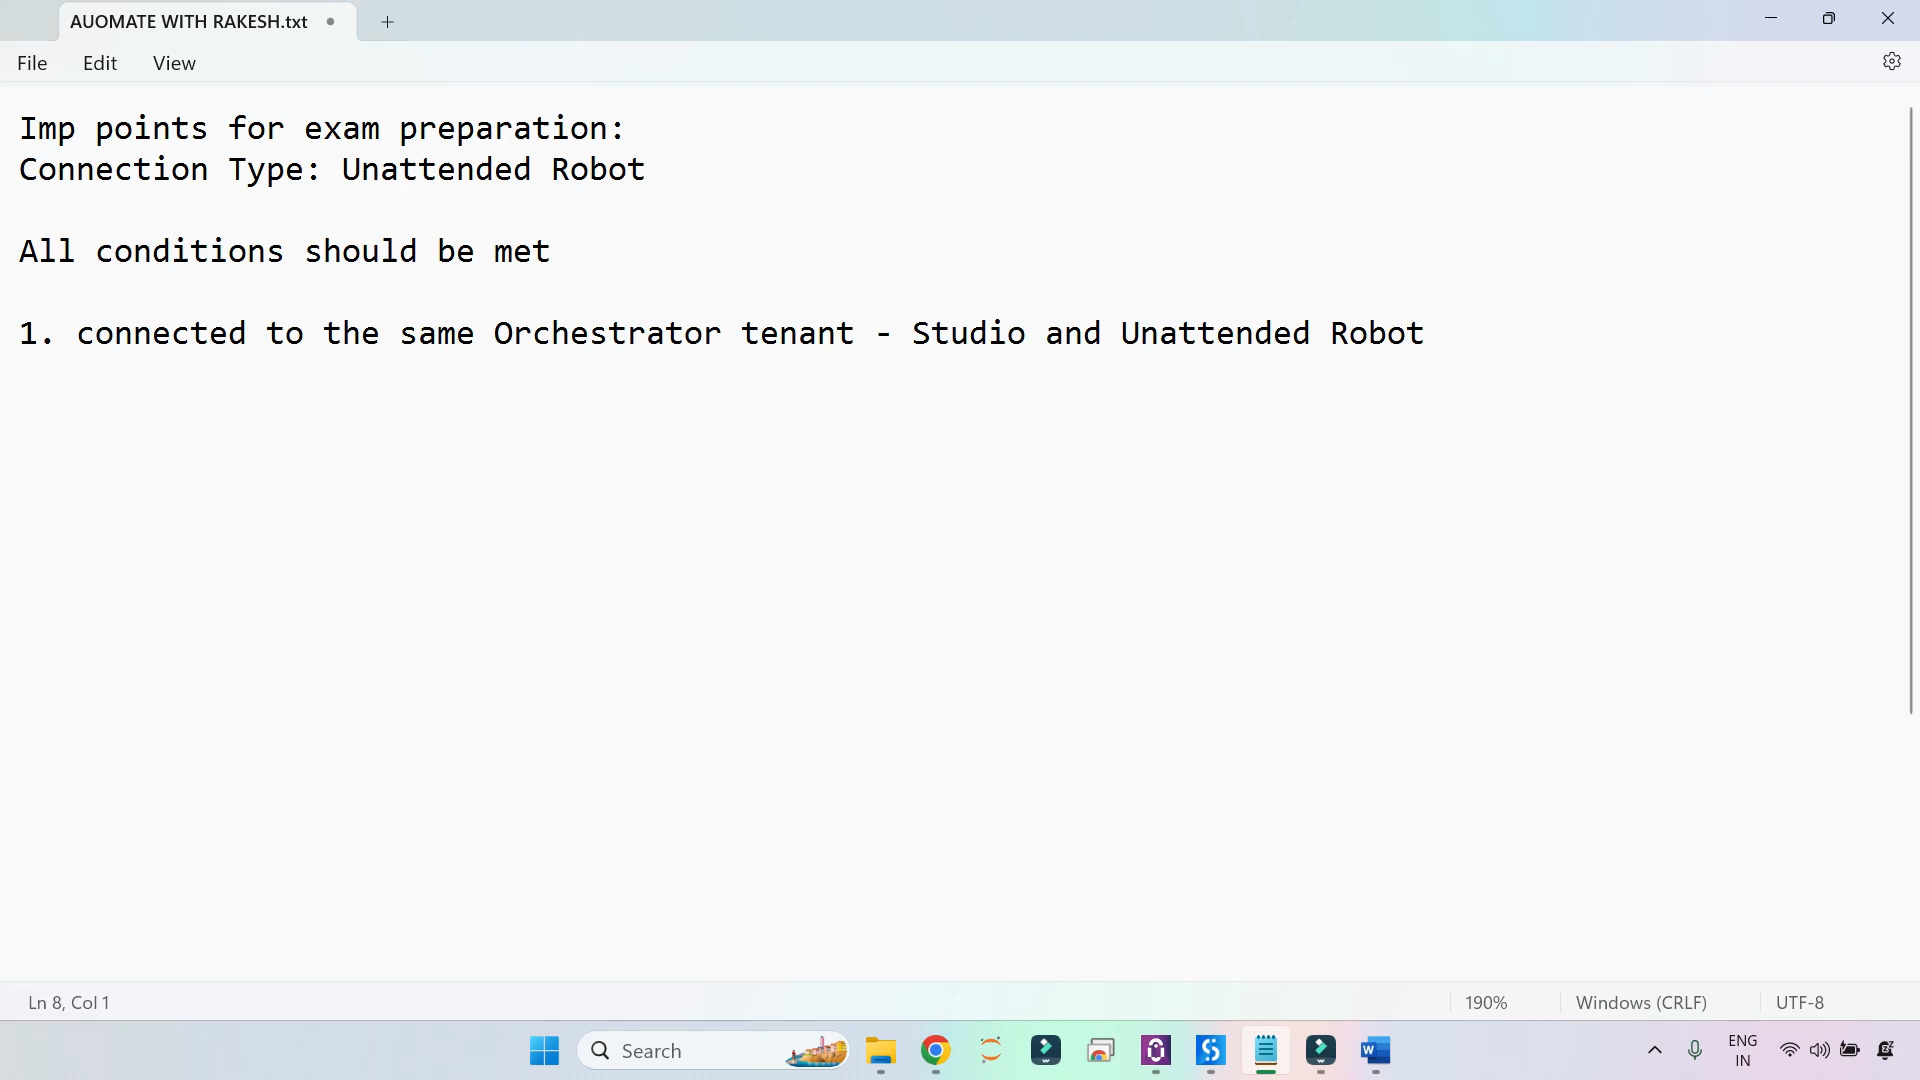 AUOMATE WITH RAKESH.txt
File Edit View
Imp points for exam preparation:
Connection Type: Unattended Robot
All conditions should be met
1. connected to the same Orchestrator tenant - Studio and Unattended Robot
Ln 8, Col 1 190% Windows (CRLF) UTF-8
Search ENG
IN